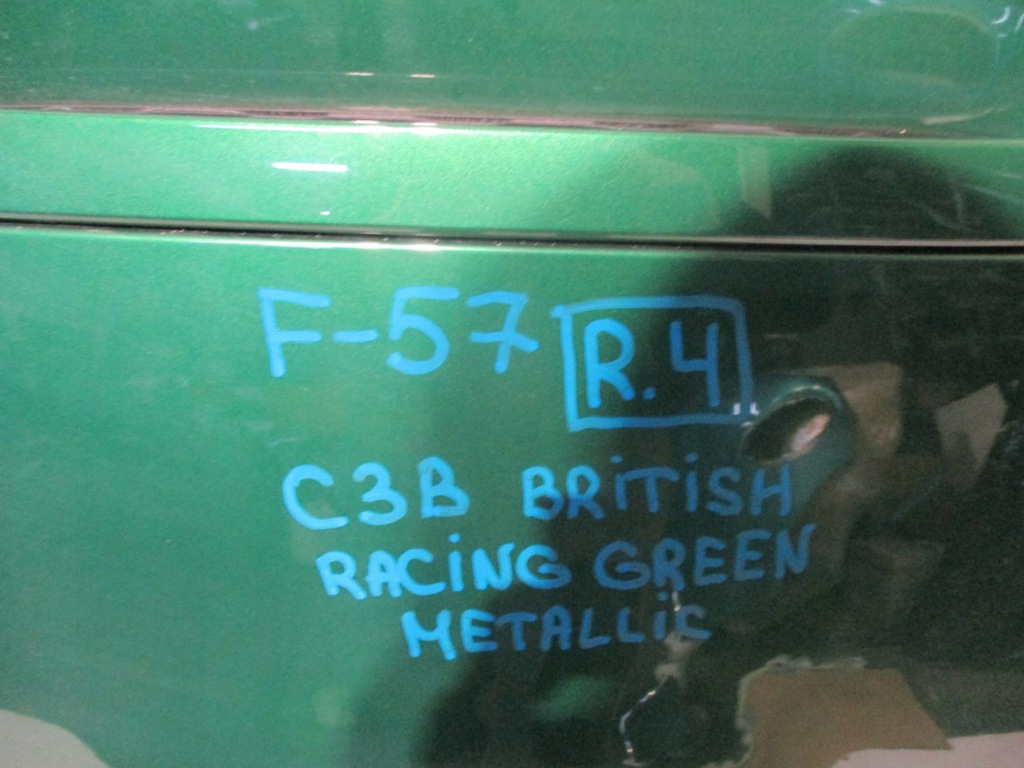 F-57 R.4
C3B BRiTiSH
RACiNG GREEN
METALLiC